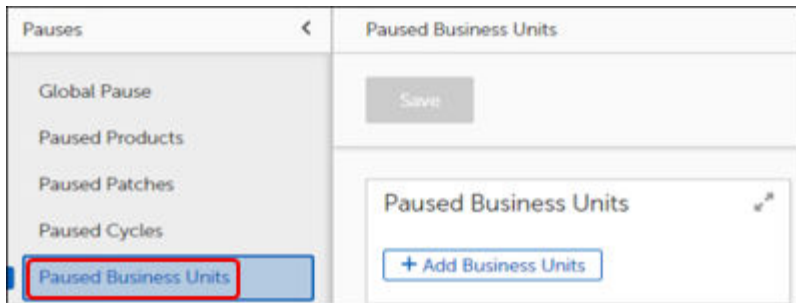 Pauses
Global Pause
Paused Products
Paused Patches
Paused Cycles
Paused Business Units
Paused Business Units
Save
Paused Business Units
+ Add Business Units